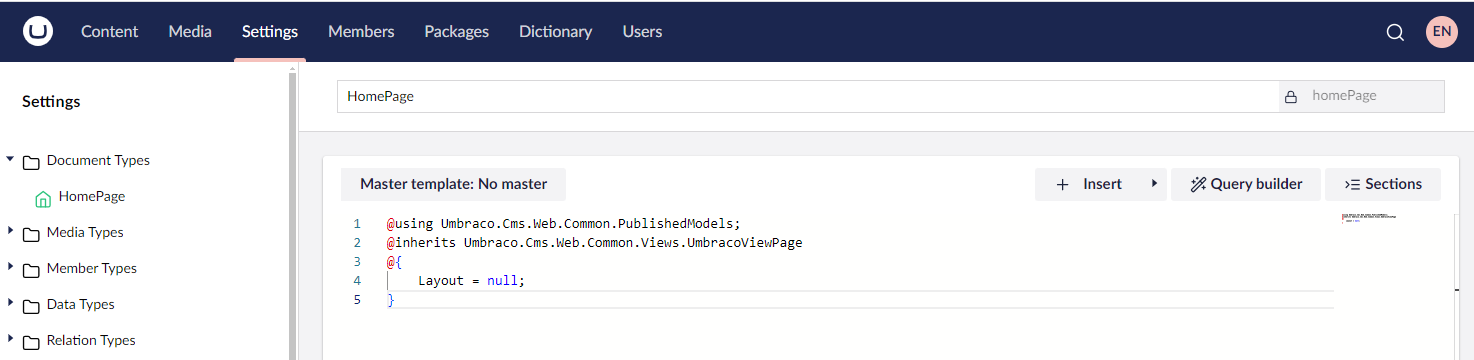 Content Media Settings Members Packages Dictionary Users EN
Settings
HomePage homePage
Document Types
HomePage
Media Types
Member Types
Data Types
Relation Types
Master template: No master Insert Query builder Sections
1 @using Umbraco.Cms.Web.Common.PublishedModels;
2 @inherits Umbraco.Cms.Web.Common.Views.UmbracoViewPage
3 @{
4 Layout = null;
5 }